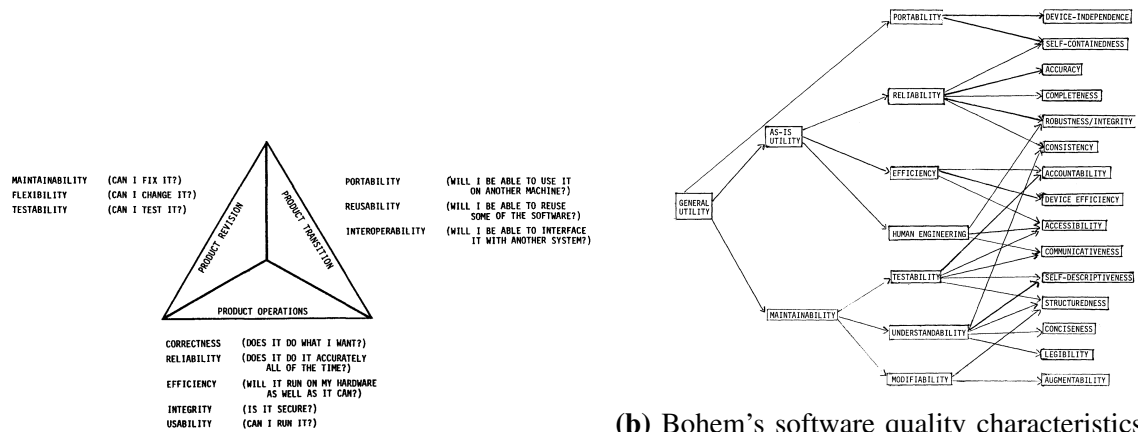 MAINTAINABILITY (CAN I FIX IT?)
FLEXIBILITY (CAN I CHANGE IT?)
TESTABILITY (CAN I TEST IT?)
PORTABILITY (WILL I BE ABLE TO USE IT
ON ANOTHER MACHINE?)
REUSABILITY (WILL I BE ABLE TO REUSE
SOME OF THE SOFTWARE?)
INTEROPERABILITY (WILL I BE ABLE TO INTERFACE
IT WITH ANOTHER SYSTEM?)
PRODUCT REVISION
PRODUCT TRANSITION
PRODUCT OPERATIONS
CORRECTNESS (DOES IT DO WHAT I WANT?)
RELIABILITY (DOES IT DO IT ACCURATELY
ALL OF THE TIME?)
EFFICIENCY (WILL IT RUN ON MY HARDWARE
AS WELL AS IT CAN?)
INTEGRITY (IS IT SECURE?)
USABILITY (CAN I RUN IT?)
GENERAL
UTILITY
AS-IS
UTILITY
MAINTAINABILITY
PORTABILITY
RELIABILITY
EFFICIENCY
HUMAN ENGINEERING
TESTABILITY
UNDERSTANDABILITY
MODIFIABILITY
DEVICE-INDEPENDENCE
SELF-CONTAINEDNESS
ACCURACY
COMPLETENESS
ROBUSTNESS/INTEGRITY
CONSISTENCY
ACCOUNTABILITY
DEVICE EFFICIENCY
ACCESSIBILITY
COMMUNICATIVENESS
SELF-DESCRIPTIVENESS
STRUCTUREDNESS
CONCISENESS
LEGIBILITY
AUGMENTABILITY
(b) Bohem's software quality characteristics